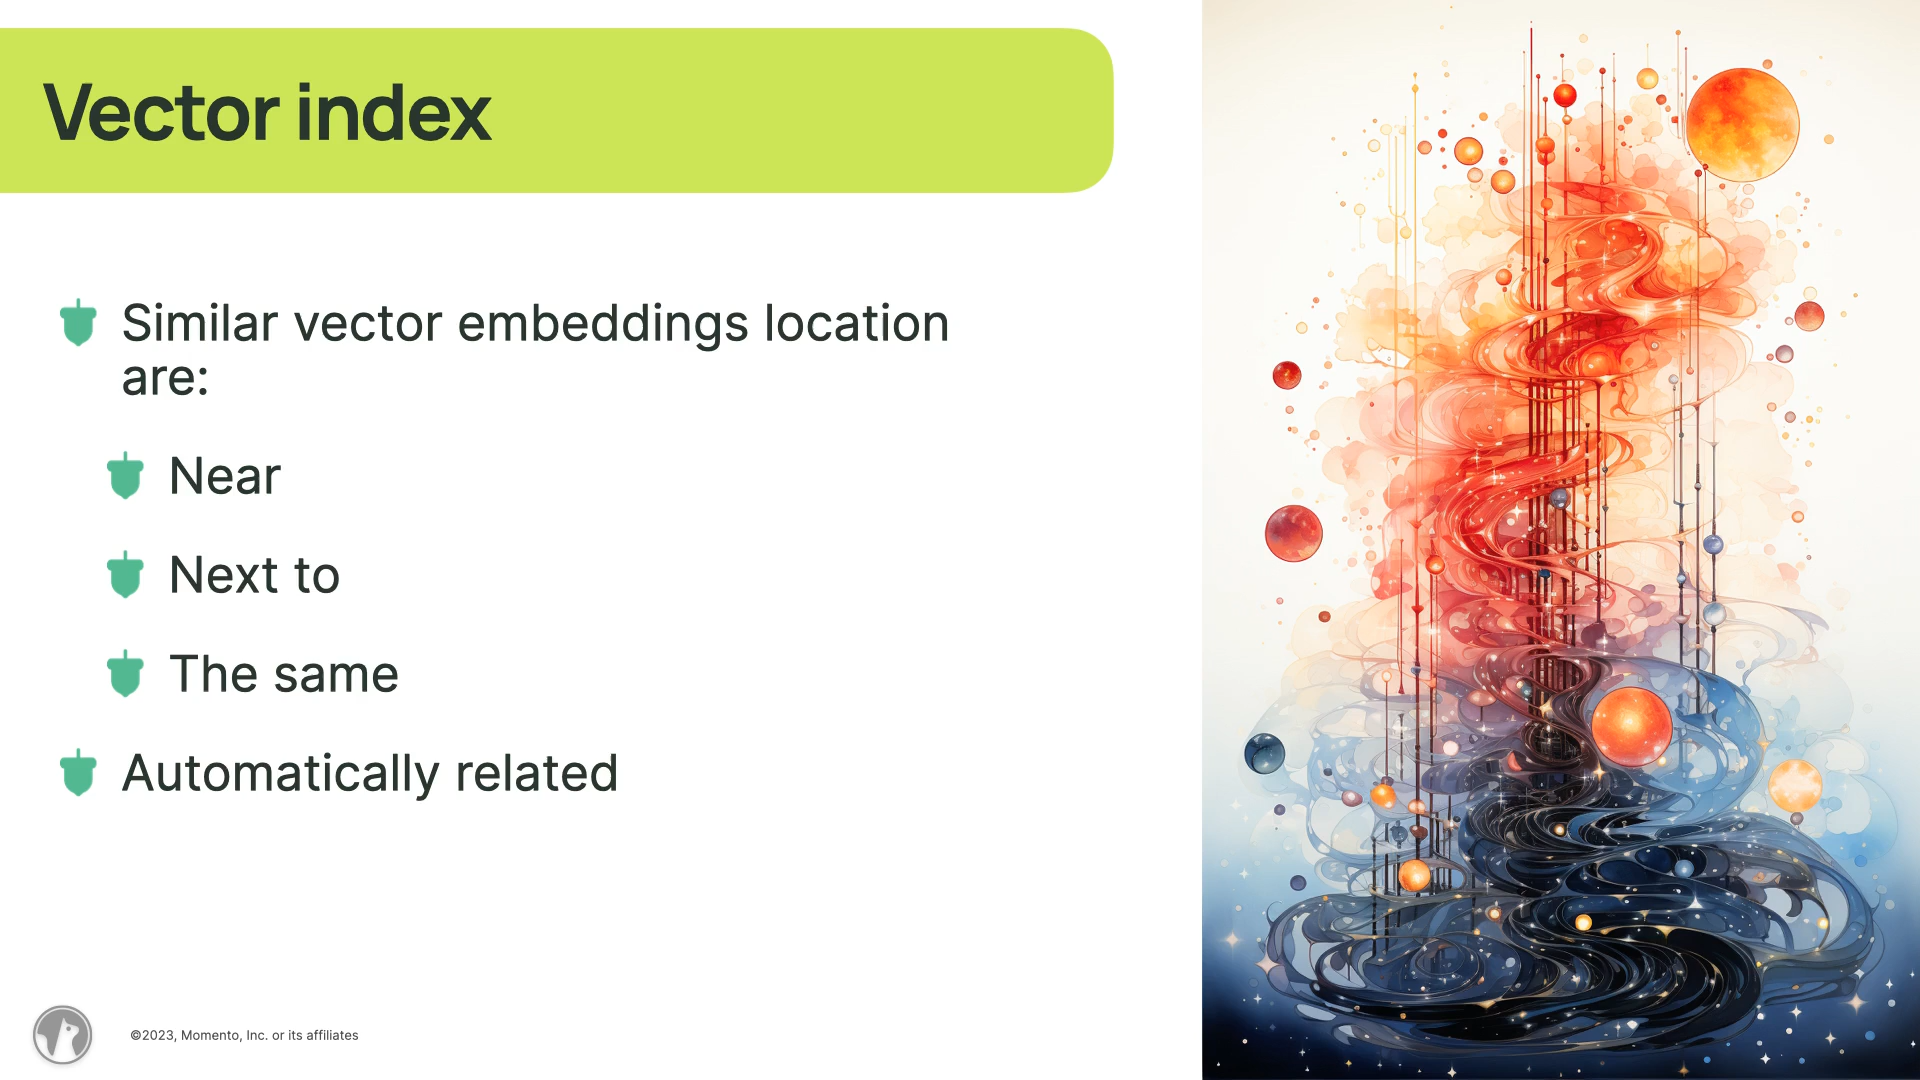 Vector index
Similar vector embeddings location
are:
Near
Next to
The same
Automatically related
©2023, Momento, Inc. or its affiliates